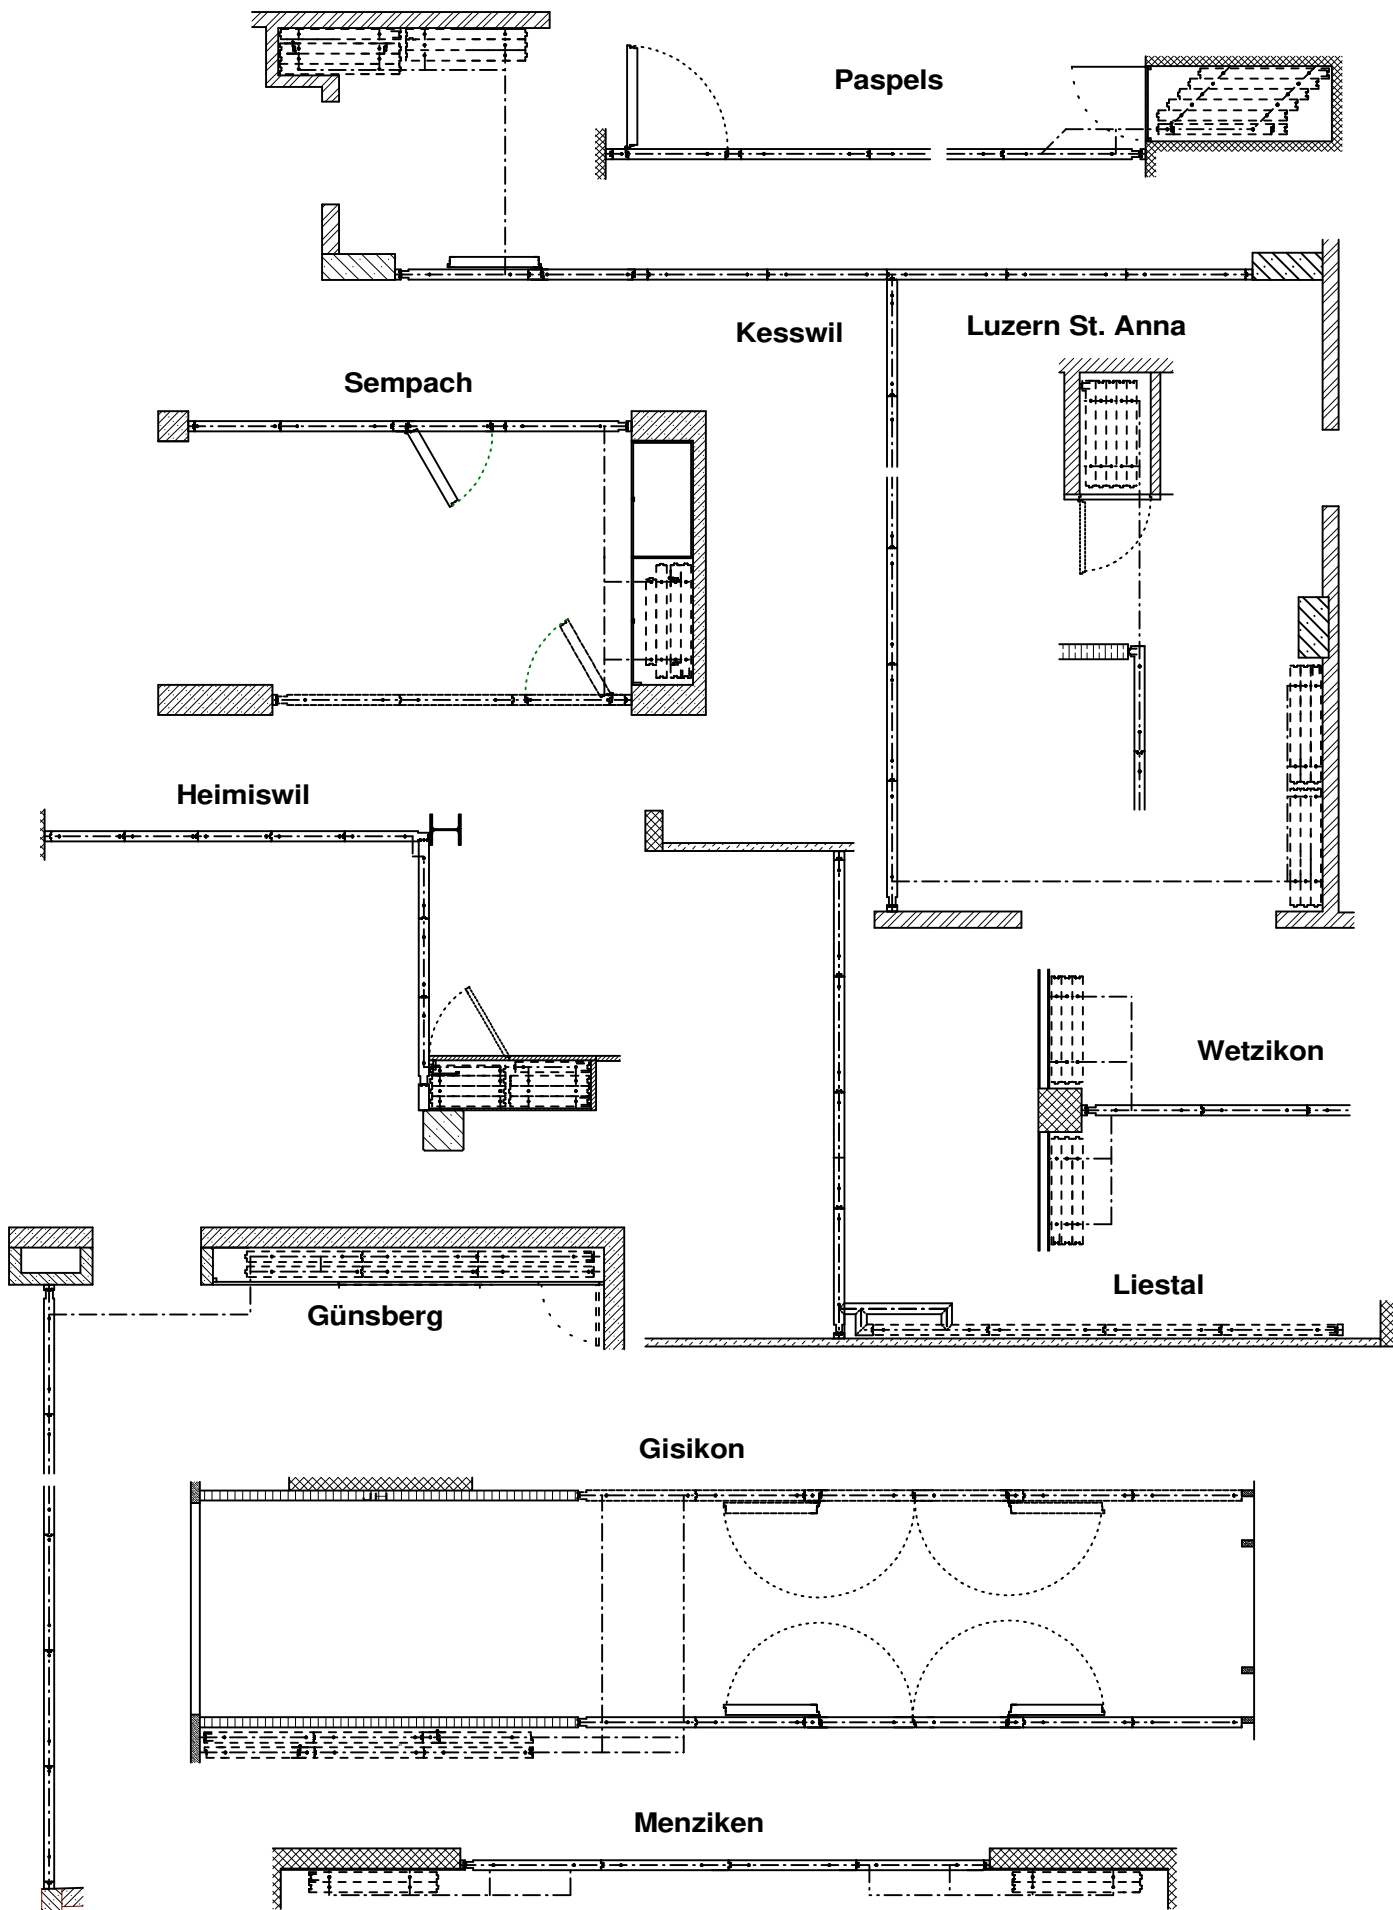 Paspels
Kesswil
Luzern St. Anna
Sempach
Heimiswil
Wetzikon
Liestal
Günsberg
Gisikon
Menziken